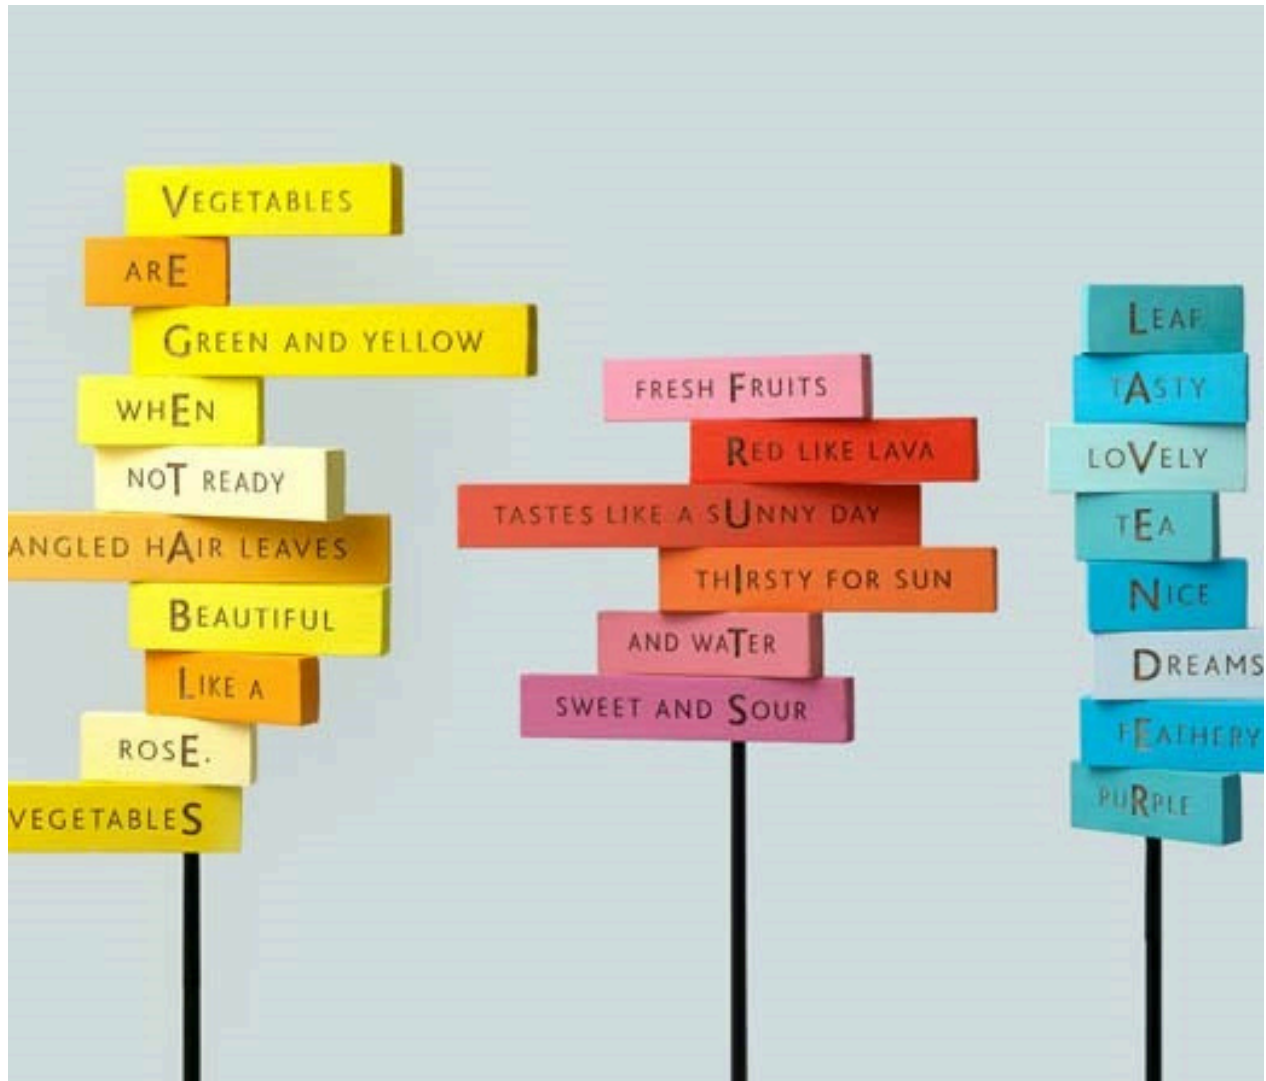 VEGETABLES
ARE
GREEN AND YELLOW
WHEN
NOT READY
ANGLED HAIR LEAVES
BEAUTIFUL
LIKE A
ROSE.
VEGETABLES
FRESH FRUITS
RED LIKE LAVA
TASTES LIKE A SUNNY DAY
THIRSTY FOR SUN
AND WATER
SWEET AND SOUR
LEAF
TASTY
LOVELY
TEA
NICE
DREAMS
FEATHERY
PURPLE